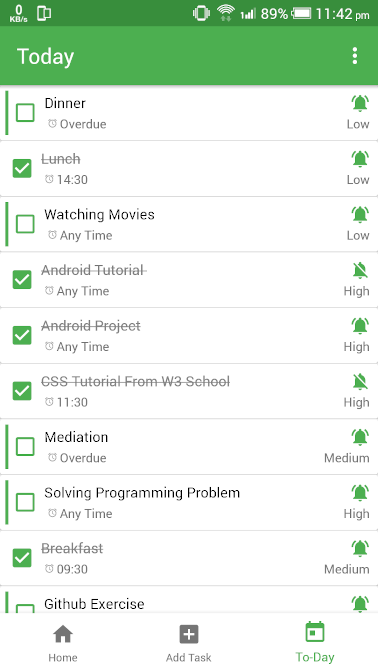 0
KB/s
89%
11:42 pm
Today
Dinner
Overdue
Low
Lunch
14:30
Low
Watching Movies
Any Time
Low
Android Tutorial
Any Time
High
Android Project
Any Time
High
CSS Tutorial From W3 School
11:30
High
Mediation
Overdue
Medium
Solving Programming Problem
Any Time
High
Breakfast
09:30
Medium
Github Exercise
Home
Add Task
To-Day